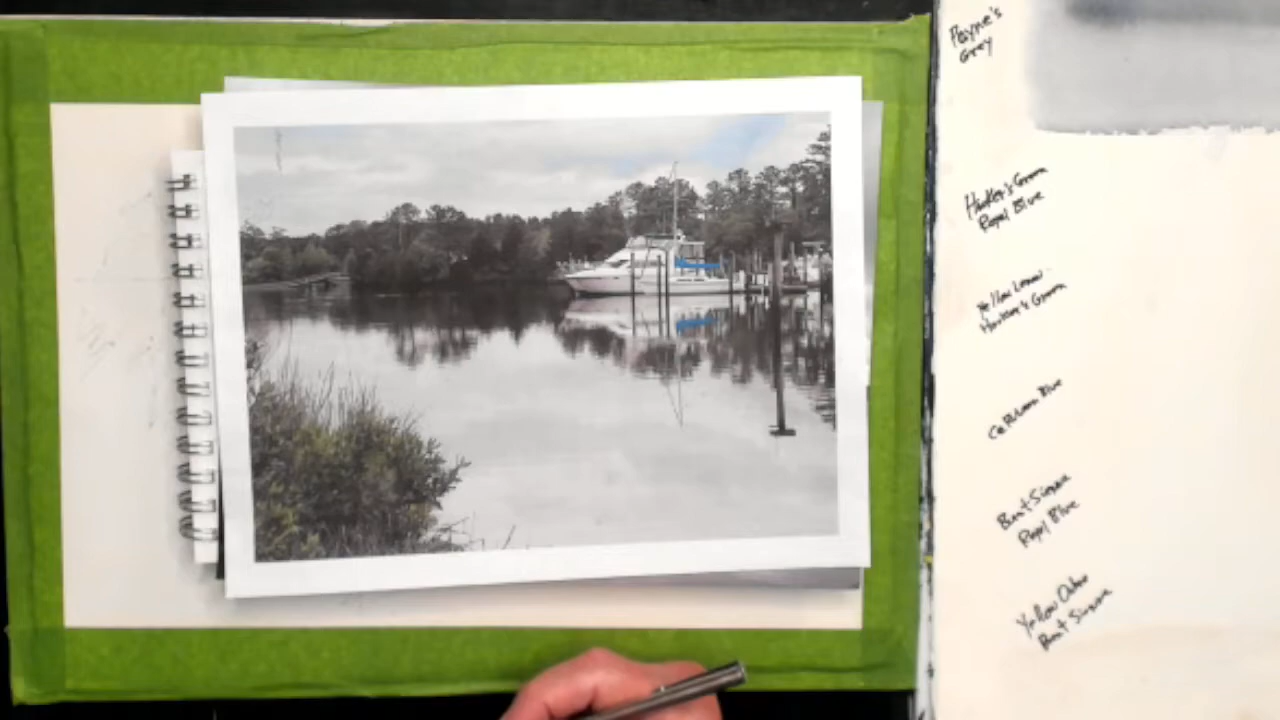 Payne's
Grey
Hooker's Green
Royal Blue
Yellow Lemon
Hooker's Green
Cerulean Blue
Burnt Sienna
Royal Blue
Yellow Ochre
Burnt Sienna